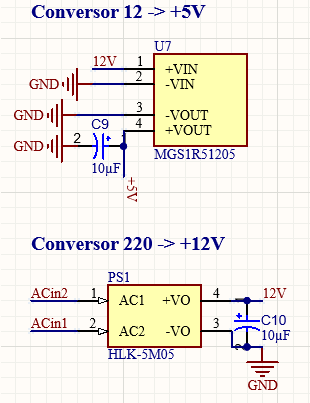 Conversor 12 -> +5V
U7
12V 1 +VIN
GND 2 -VIN
GND 3 -VOUT
C9 4 +VOUT
GND 2 1
10µF MGS1R51205
+5V
Conversor 220 -> +12V
PS1
ACin2 1 AC1 +VO 4 12V
C10
ACin1 2 AC2 -VO 3 10µF
HLK-5M05
GND